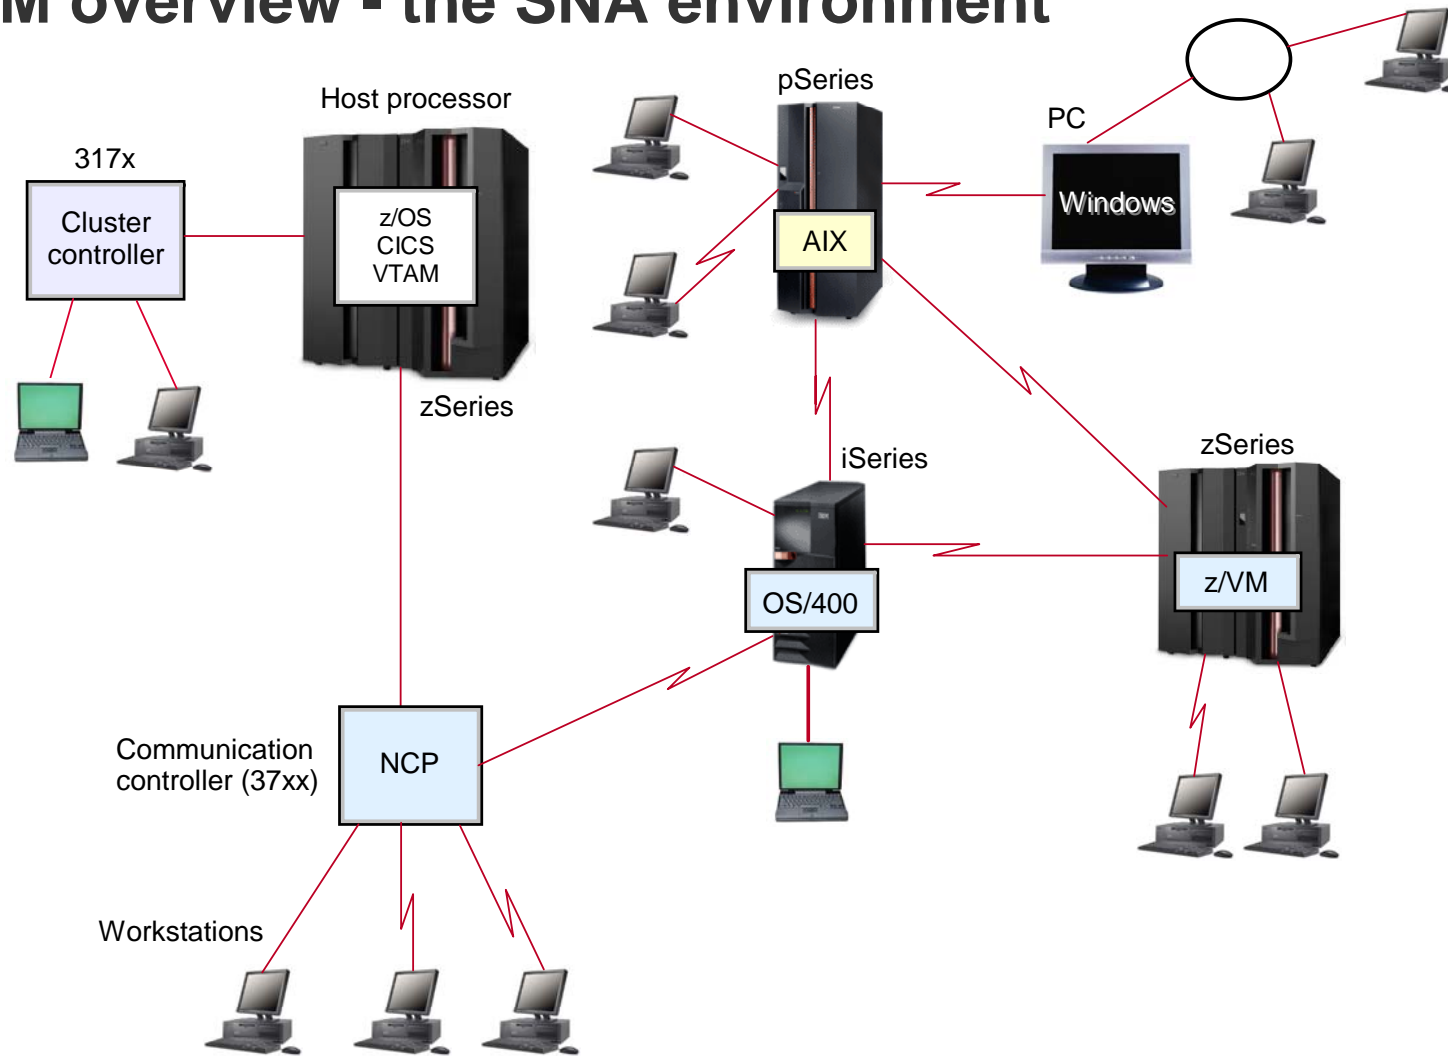 M overview - the SNA environment
pSeries
Host processor
PC
317x
Cluster
controller
z/OS
CICS
VTAM
AIX
Windows
zSeries
iSeries
zSeries
OS/400
z/VM
Communication
controller (37xx)
NCP
Workstations